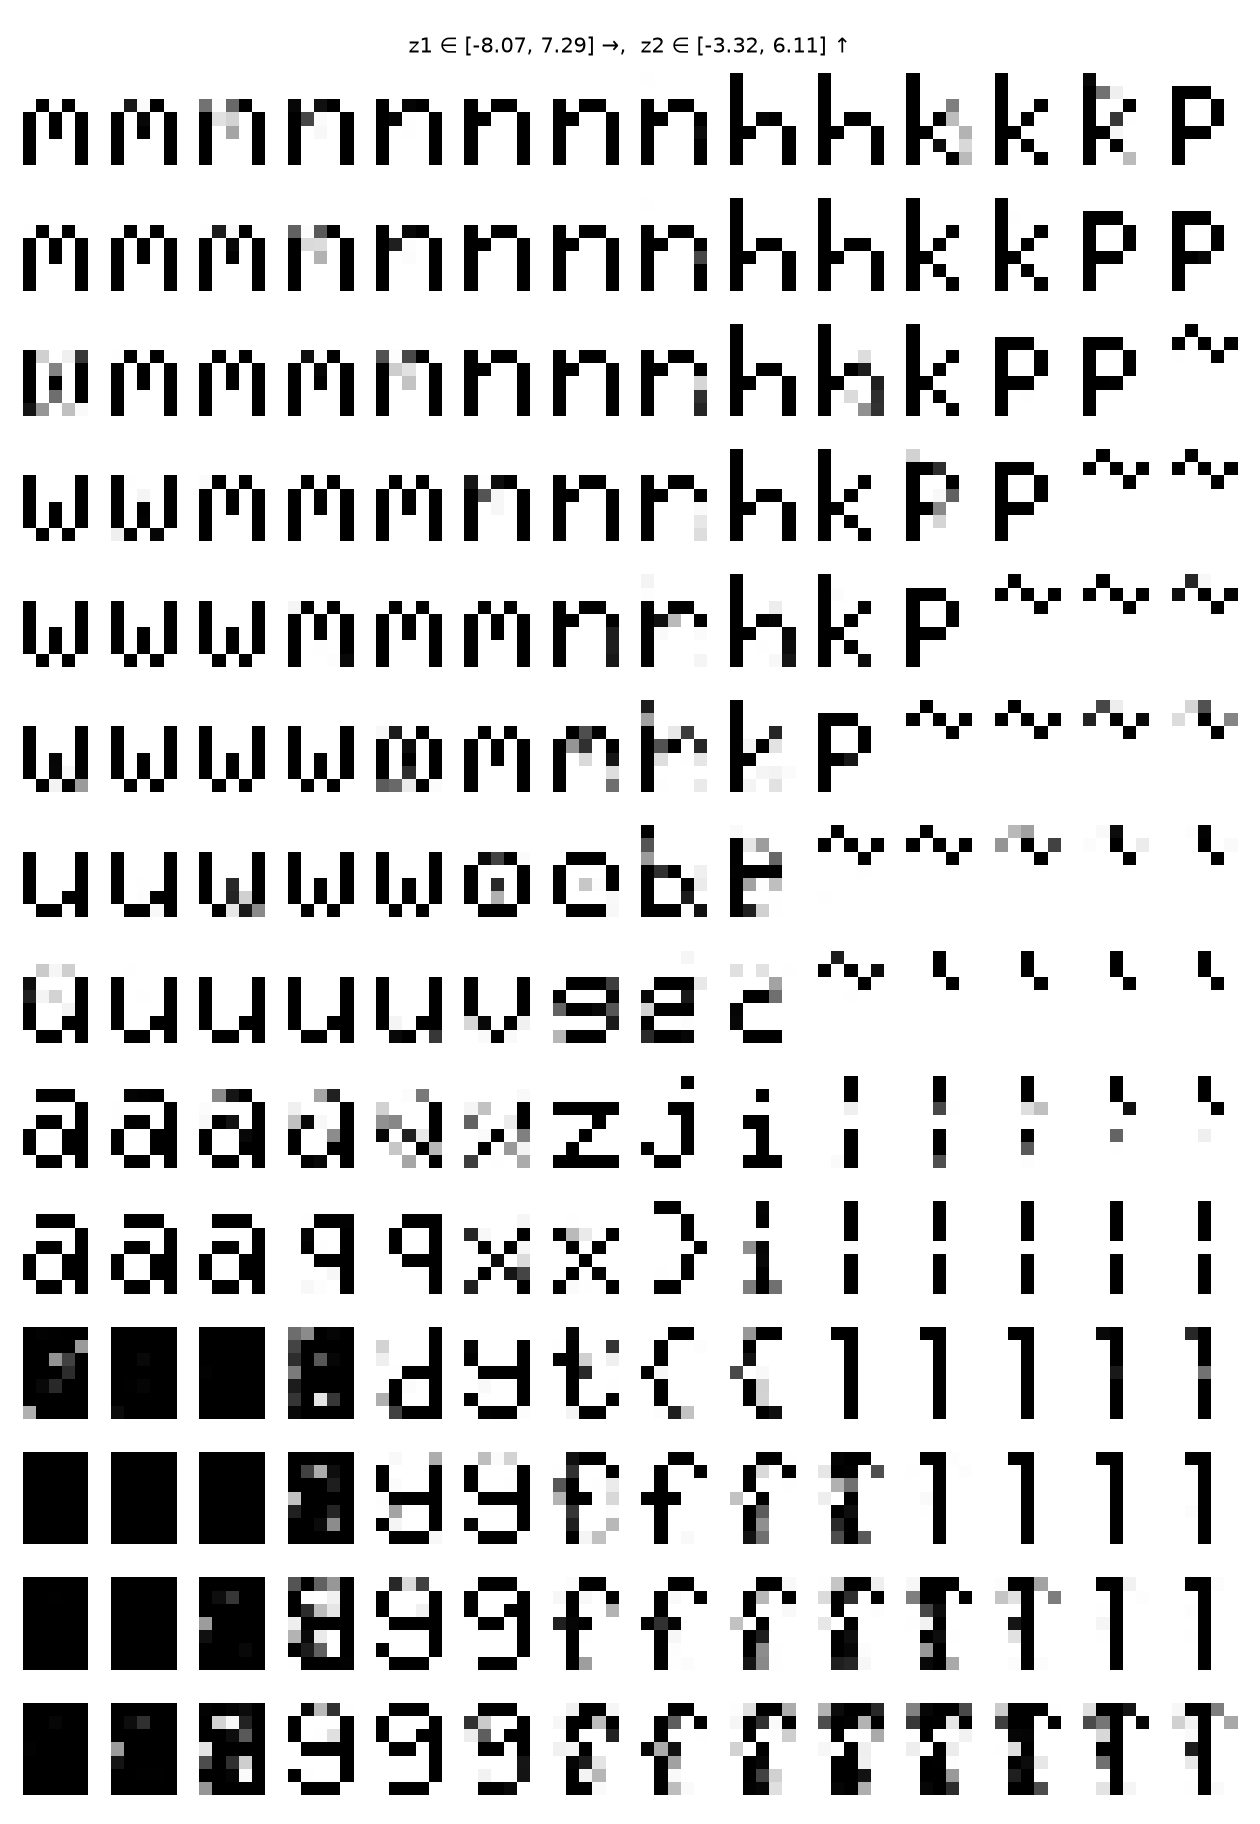 z1 ∈ [-8.07, 7.29] →, z2 ∈ [-3.32, 6.11] ↑
m m n n n n n n h h k k k p
m m m n n n n n h h k k p p
m m m n n n n h h k p p ~
w w m m m n n r h k p p ~ ~
w w w m m m n r h k p ~ ~ ~
w w w w m n h k p ~ ~ ~ ~
u u w w w o c b ~ ~ ~ ` `
a u u u u v g e c ~ ` ` ` `
a a a a z j i ! ! ! ` `
a a a q q x x } i ! ! ! ! !
d y t { { l l l l l
y y f f f l l l l
g g g f f f l l
g g g f f f